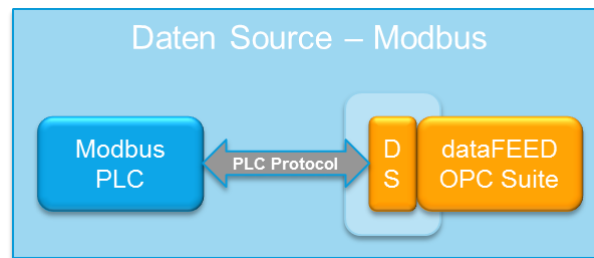 Daten Source – Modbus
Modbus
PLC
PLC Protocol
D
S
dataFEED
OPC Suite